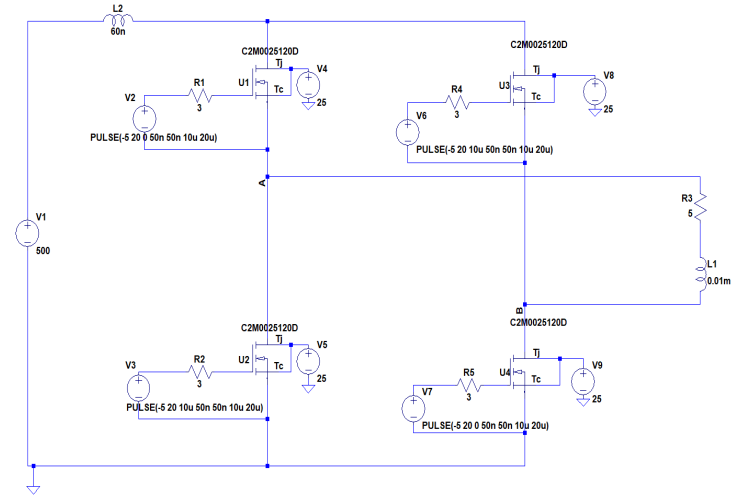 L2
60n
C2M0025120D
Tj
V4
U1
Tc
25
R1
3
V2
PULSE(-5 20 0 50n 50n 10u 20u)
C2M0025120D
Tj
V8
U3
Tc
25
R4
3
V6
PULSE(-5 20 10u 50n 50n 10u 20u)
A
R3
5
V1
500
L1
0.01m
B
C2M0025120D
Tj
V5
U2
Tc
25
R2
3
V3
PULSE(-5 20 10u 50n 50n 10u 20u)
C2M0025120D
Tj
V9
U4
Tc
25
R5
3
V7
PULSE(-5 20 0 50n 50n 10u 20u)